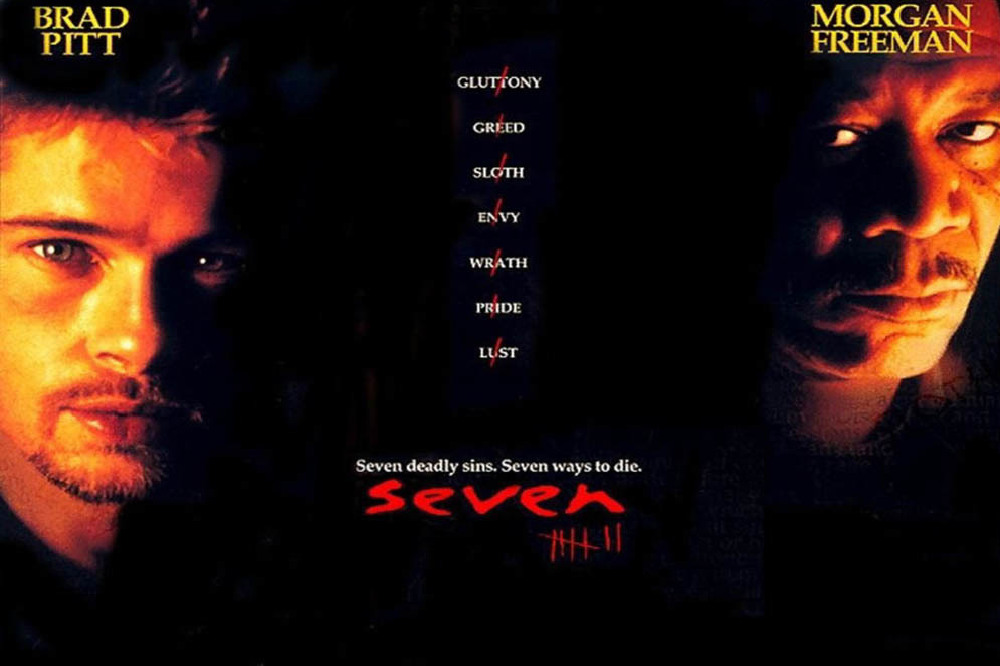 BRAD
PITT
MORGAN
FREEMAN
GLUTTONY
GREED
SLOTH
ENVY
WRATH
PRIDE
LUST
Seven deadly sins. Seven ways to die.
seven